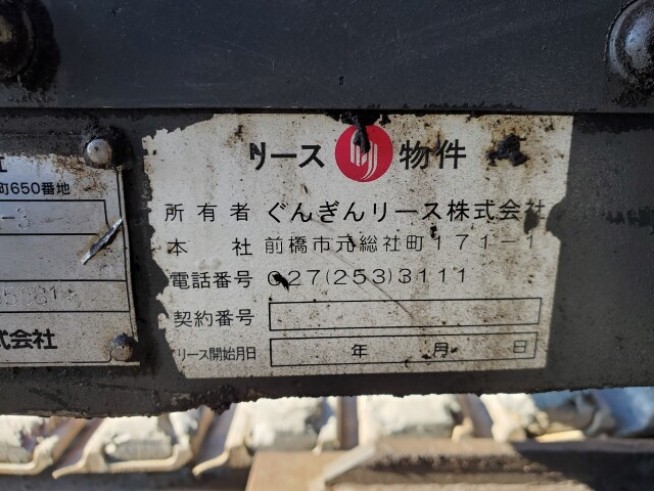 町650番地
-3
式会社
リース 物件
所有者 ぐんぎんリース株式会社
本社 前橋市元総社町171-1
電話番号 027(253)3111
契約番号
リース開始月日 年 月 日